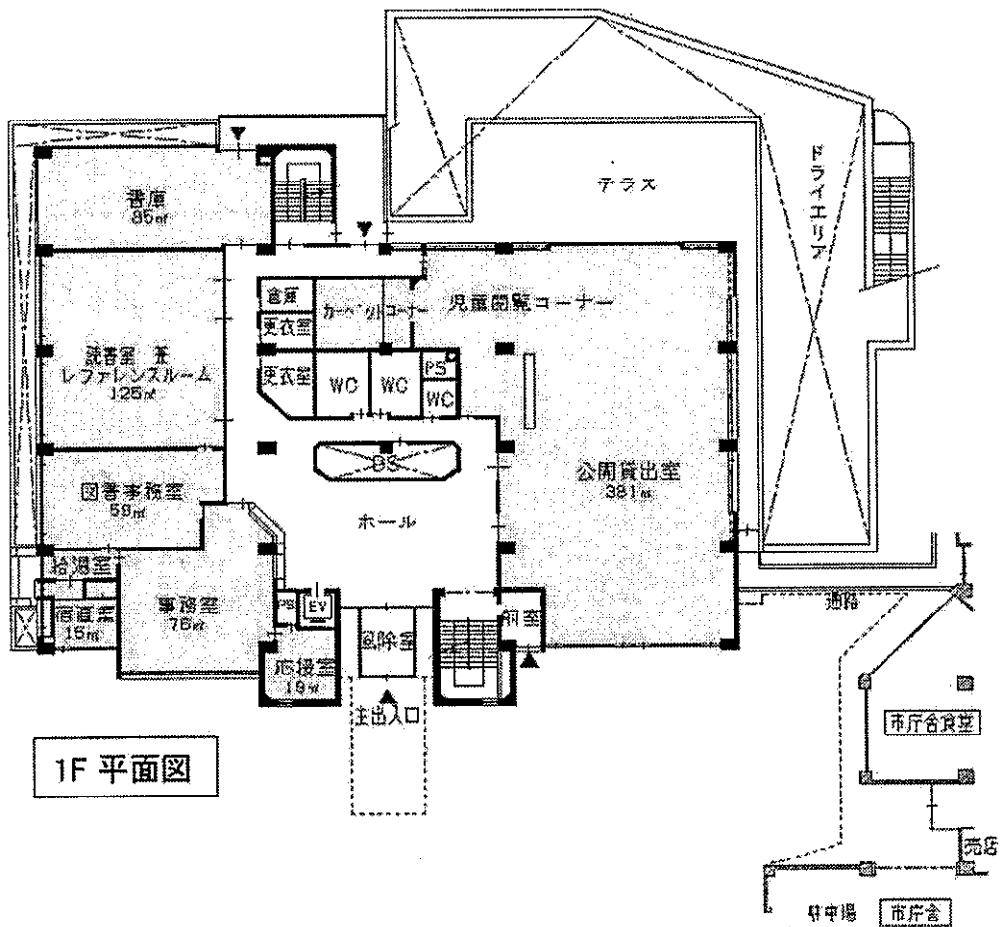 ドライエリア
テラス
書庫
85㎡
倉庫
カーペットコーナー
児童閲覧コーナー
更衣室
読書室 兼
レファレンスルーム
125㎡
更衣室
WC
WC
PS
WC
DS
図書事務室
59㎡
公開貸出室
381㎡
ホール
給湯室
宿直室
15㎡
事務室
76㎡
PS
EV
風除室
前室
通路
応接室
19㎡
主出入口
市庁舎食堂
1F 平面図
売店
駐車場
市庁舎